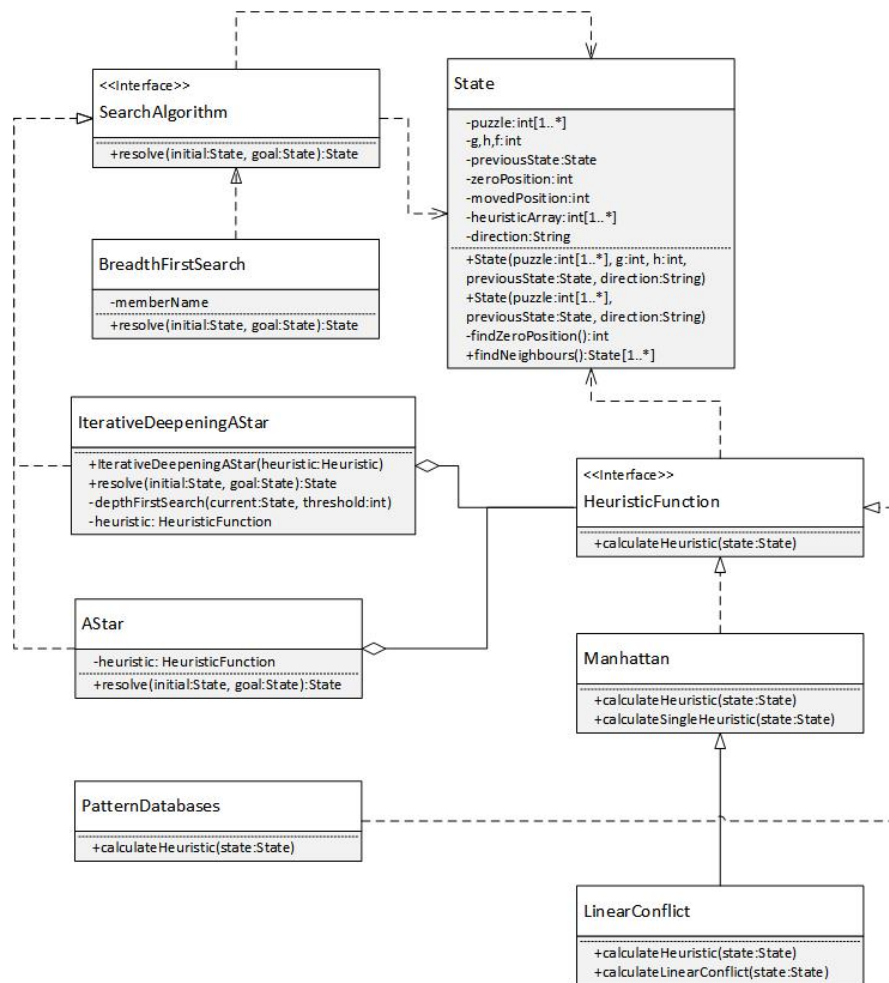 <<Interface>>
SearchAlgorithm
+resolve(initial:State, goal:State):State
State
-puzzle:int[1..*]
-g,h,f:int
-previousState:State
-zeroPosition:int
-movedPosition:int
-heuristicArray:int[1..*]
-direction:String
+State(puzzle:int[1..*], g:int, h:int,
previousState:State, direction:String)
+State(puzzle:int[1..*],
previousState:State, direction:String)
-findZeroPosition():int
+findNeighbours():State[1..*]
BreadthFirstSearch
-memberName
+resolve(initial:State, goal:State):State
IterativeDeepeningAStar
+IterativeDeepeningAStar(heuristic:Heuristic)
+resolve(initial:State, goal:State):State
-depthFirstSearch(current:State, threshold:int)
-heuristic: HeuristicFunction
<<Interface>>
HeuristicFunction
+calculateHeuristic(state:State)
AStar
-heuristic: HeuristicFunction
+resolve(initial:State, goal:State):State
Manhattan
+calculateHeuristic(state:State)
+calculateSingleHeuristic(state:State)
PatternDatabases
+calculateHeuristic(state:State)
LinearConflict
+calculateHeuristic(state:State)
+calculateLinearConflict(state:State)